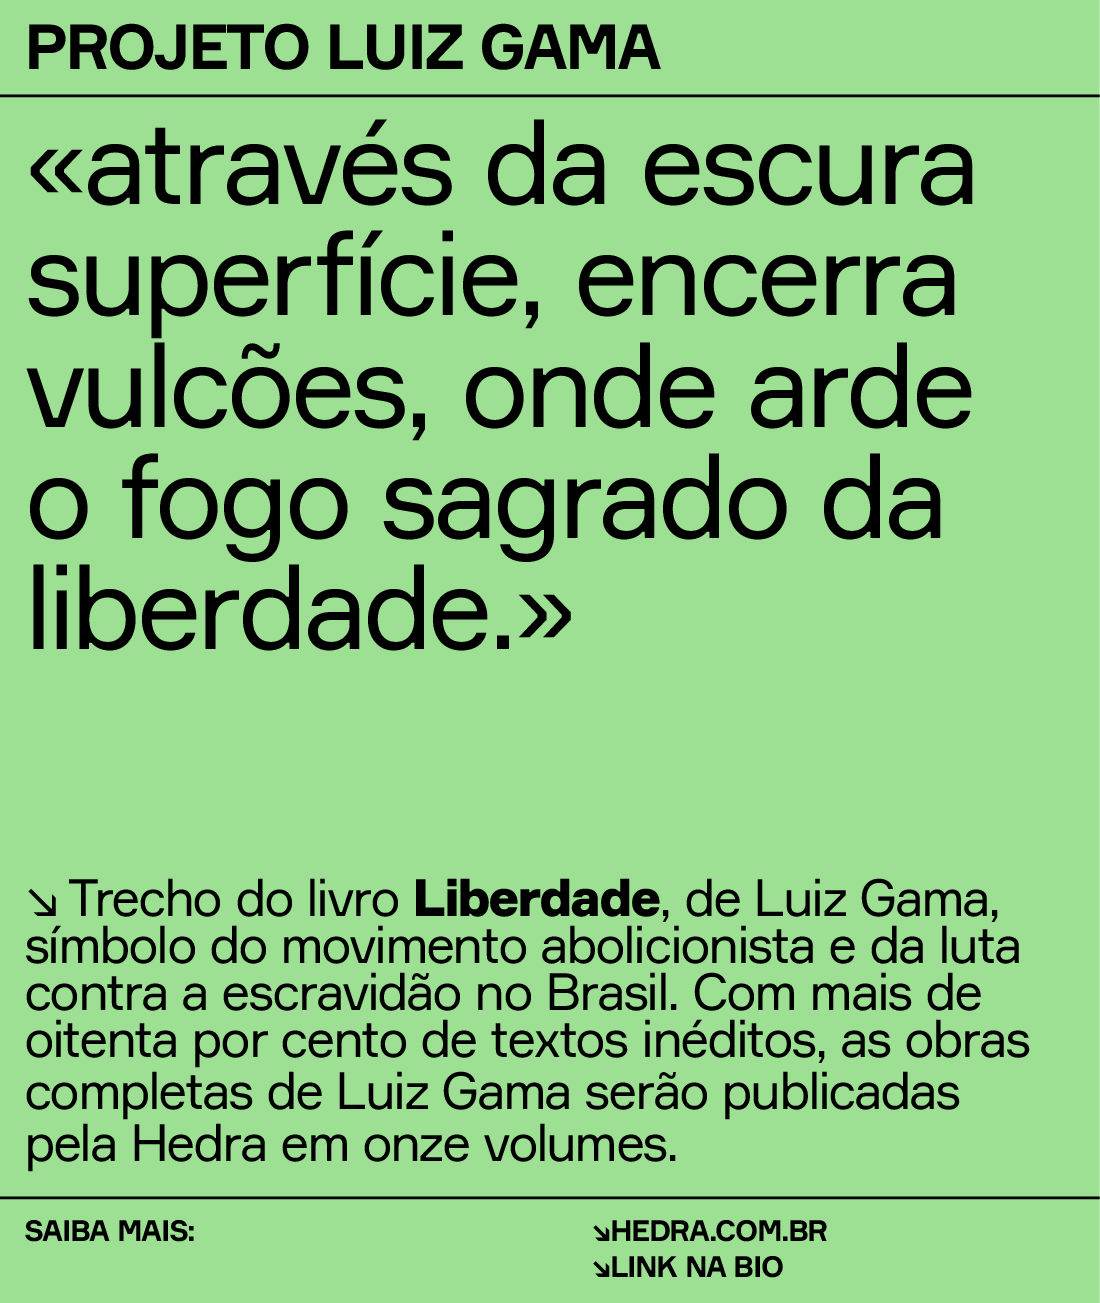 PROJETO LUIZ GAMA
«através da escura
superfície, encerra
vulcões, onde arde
o fogo sagrado da
liberdade.»
↘ Trecho do livro Liberdade, de Luiz Gama,
símbolo do movimento abolicionista e da luta
contra a escravidão no Brasil. Com mais de
oitenta por cento de textos inéditos, as obras
completas de Luiz Gama serão publicadas
pela Hedra em onze volumes.
SAIBA MAIS:
↘HEDRA.COM.BR
↘LINK NA BIO